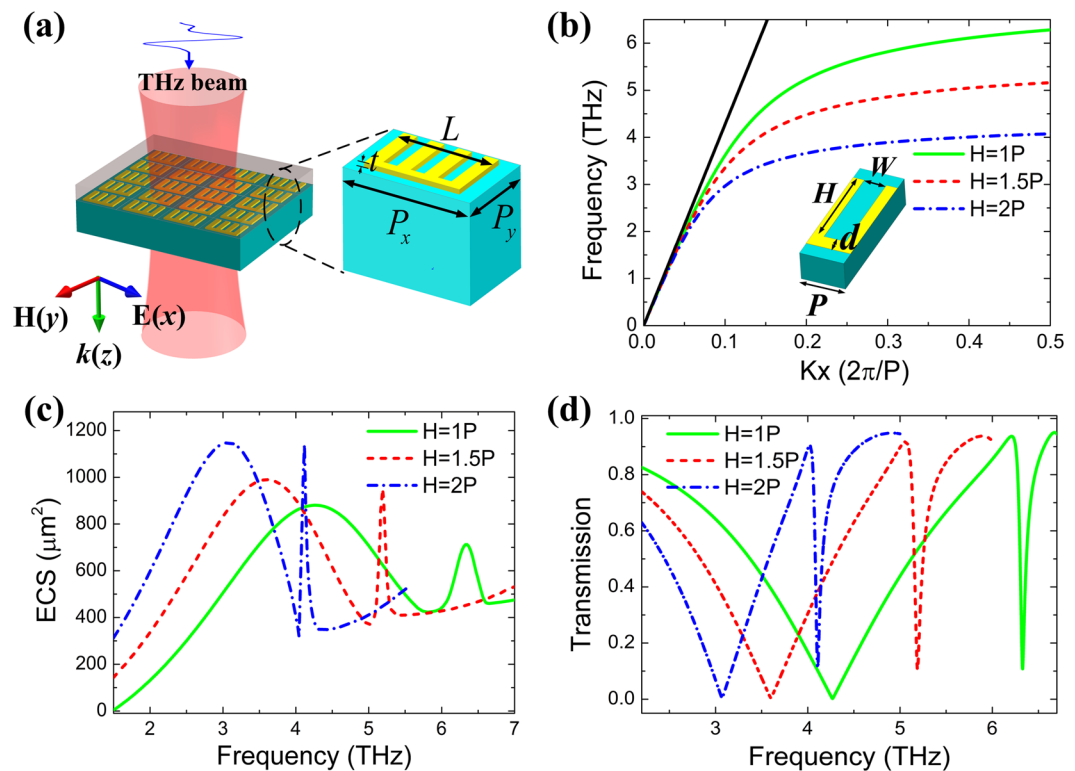 (a)
THz beam
L
t
Px
Py
H(y)
E(x)
k(z)
(b)
Frequency (THz)
6
5
4
3
2
1
0
H=1P
H=1.5P
H=2P
W
H
d
P
0.0 0.1 0.2 0.3 0.4 0.5
Kx (2π/P)
(c)
ECS (μm²)
1200
1000
800
600
400
200
0
H=1P
H=1.5P
H=2P
2 3 4 5 6 7
Frequency (THz)
(d)
Transmission
1.0
0.8
0.6
0.4
0.2
0.0
H=1P
H=1.5P
H=2P
3 4 5 6
Frequency (THz)